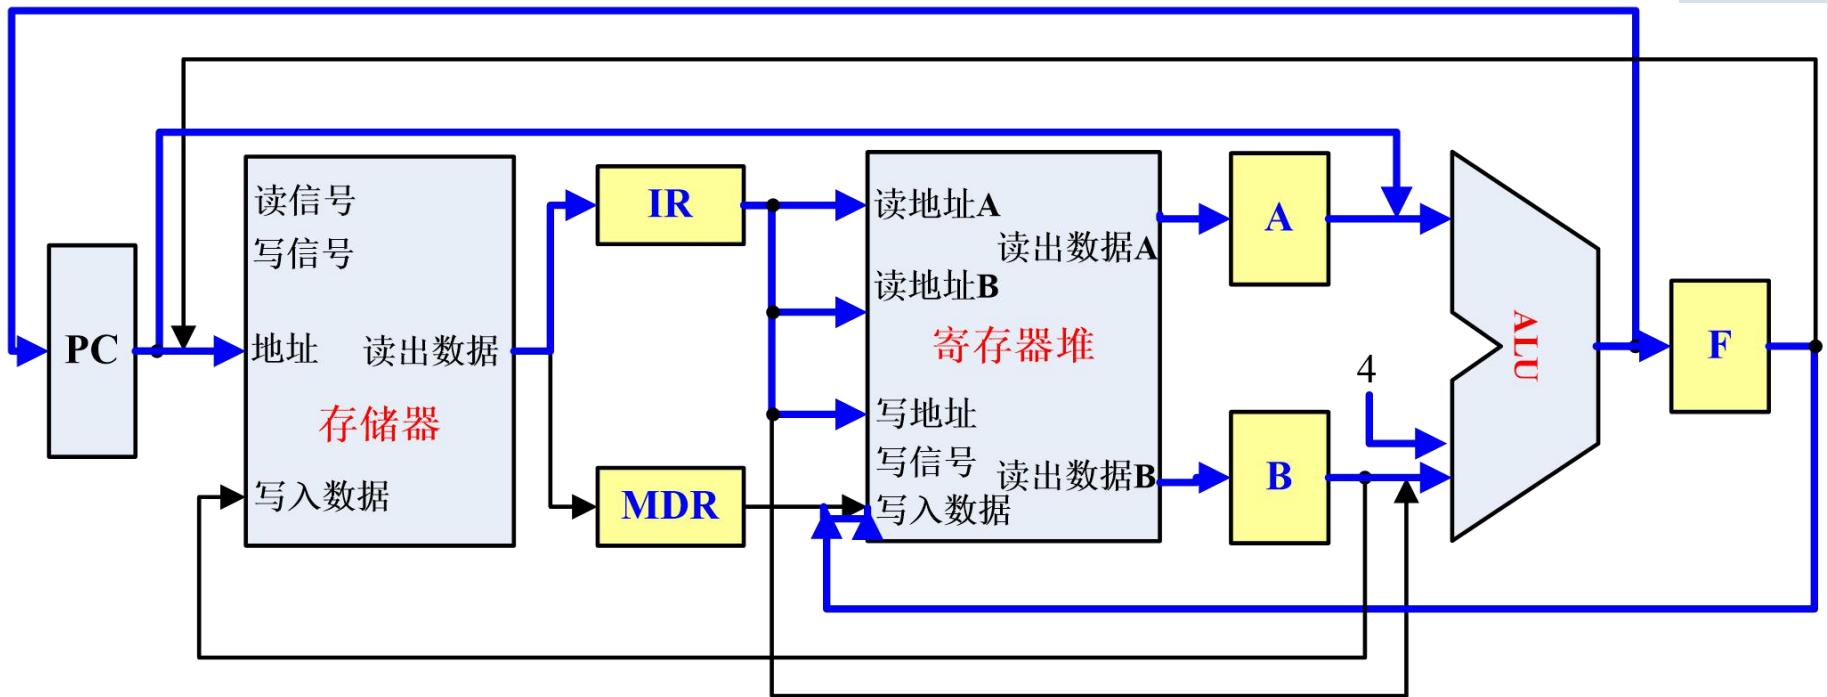 PC
读信号
写信号
地址
读出数据
存储器
写入数据
IR
MDR
读地址A
读出数据A
读地址B
寄存器堆
写地址
写信号
读出数据B
写入数据
A
B
4
ALU
F